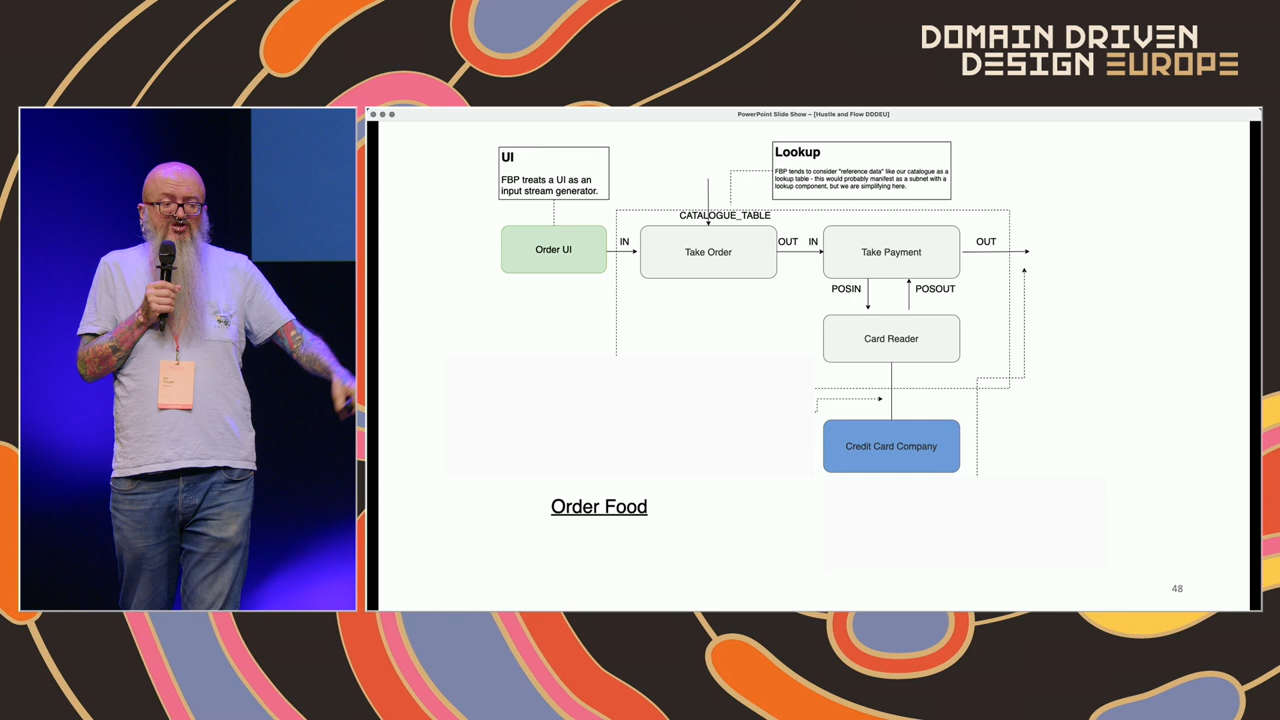 DOMAIN DRIVEN
DESIGN EUROPE
PowerPoint Slide Show – [Hustle and Flow DDDEU]
UI
FBP treats a UI as an
input stream generator.
Lookup
FBP tends to consider "reference data" like our catalogue as a
lookup table - this would probably manifest as a subnet with a
lookup component, but we are simplifying here.
CATALOGUE_TABLE
Order UI
IN
Take Order
OUT
IN
Take Payment
OUT
POSIN
POSOUT
Card Reader
Credit Card Company
Order Food
48